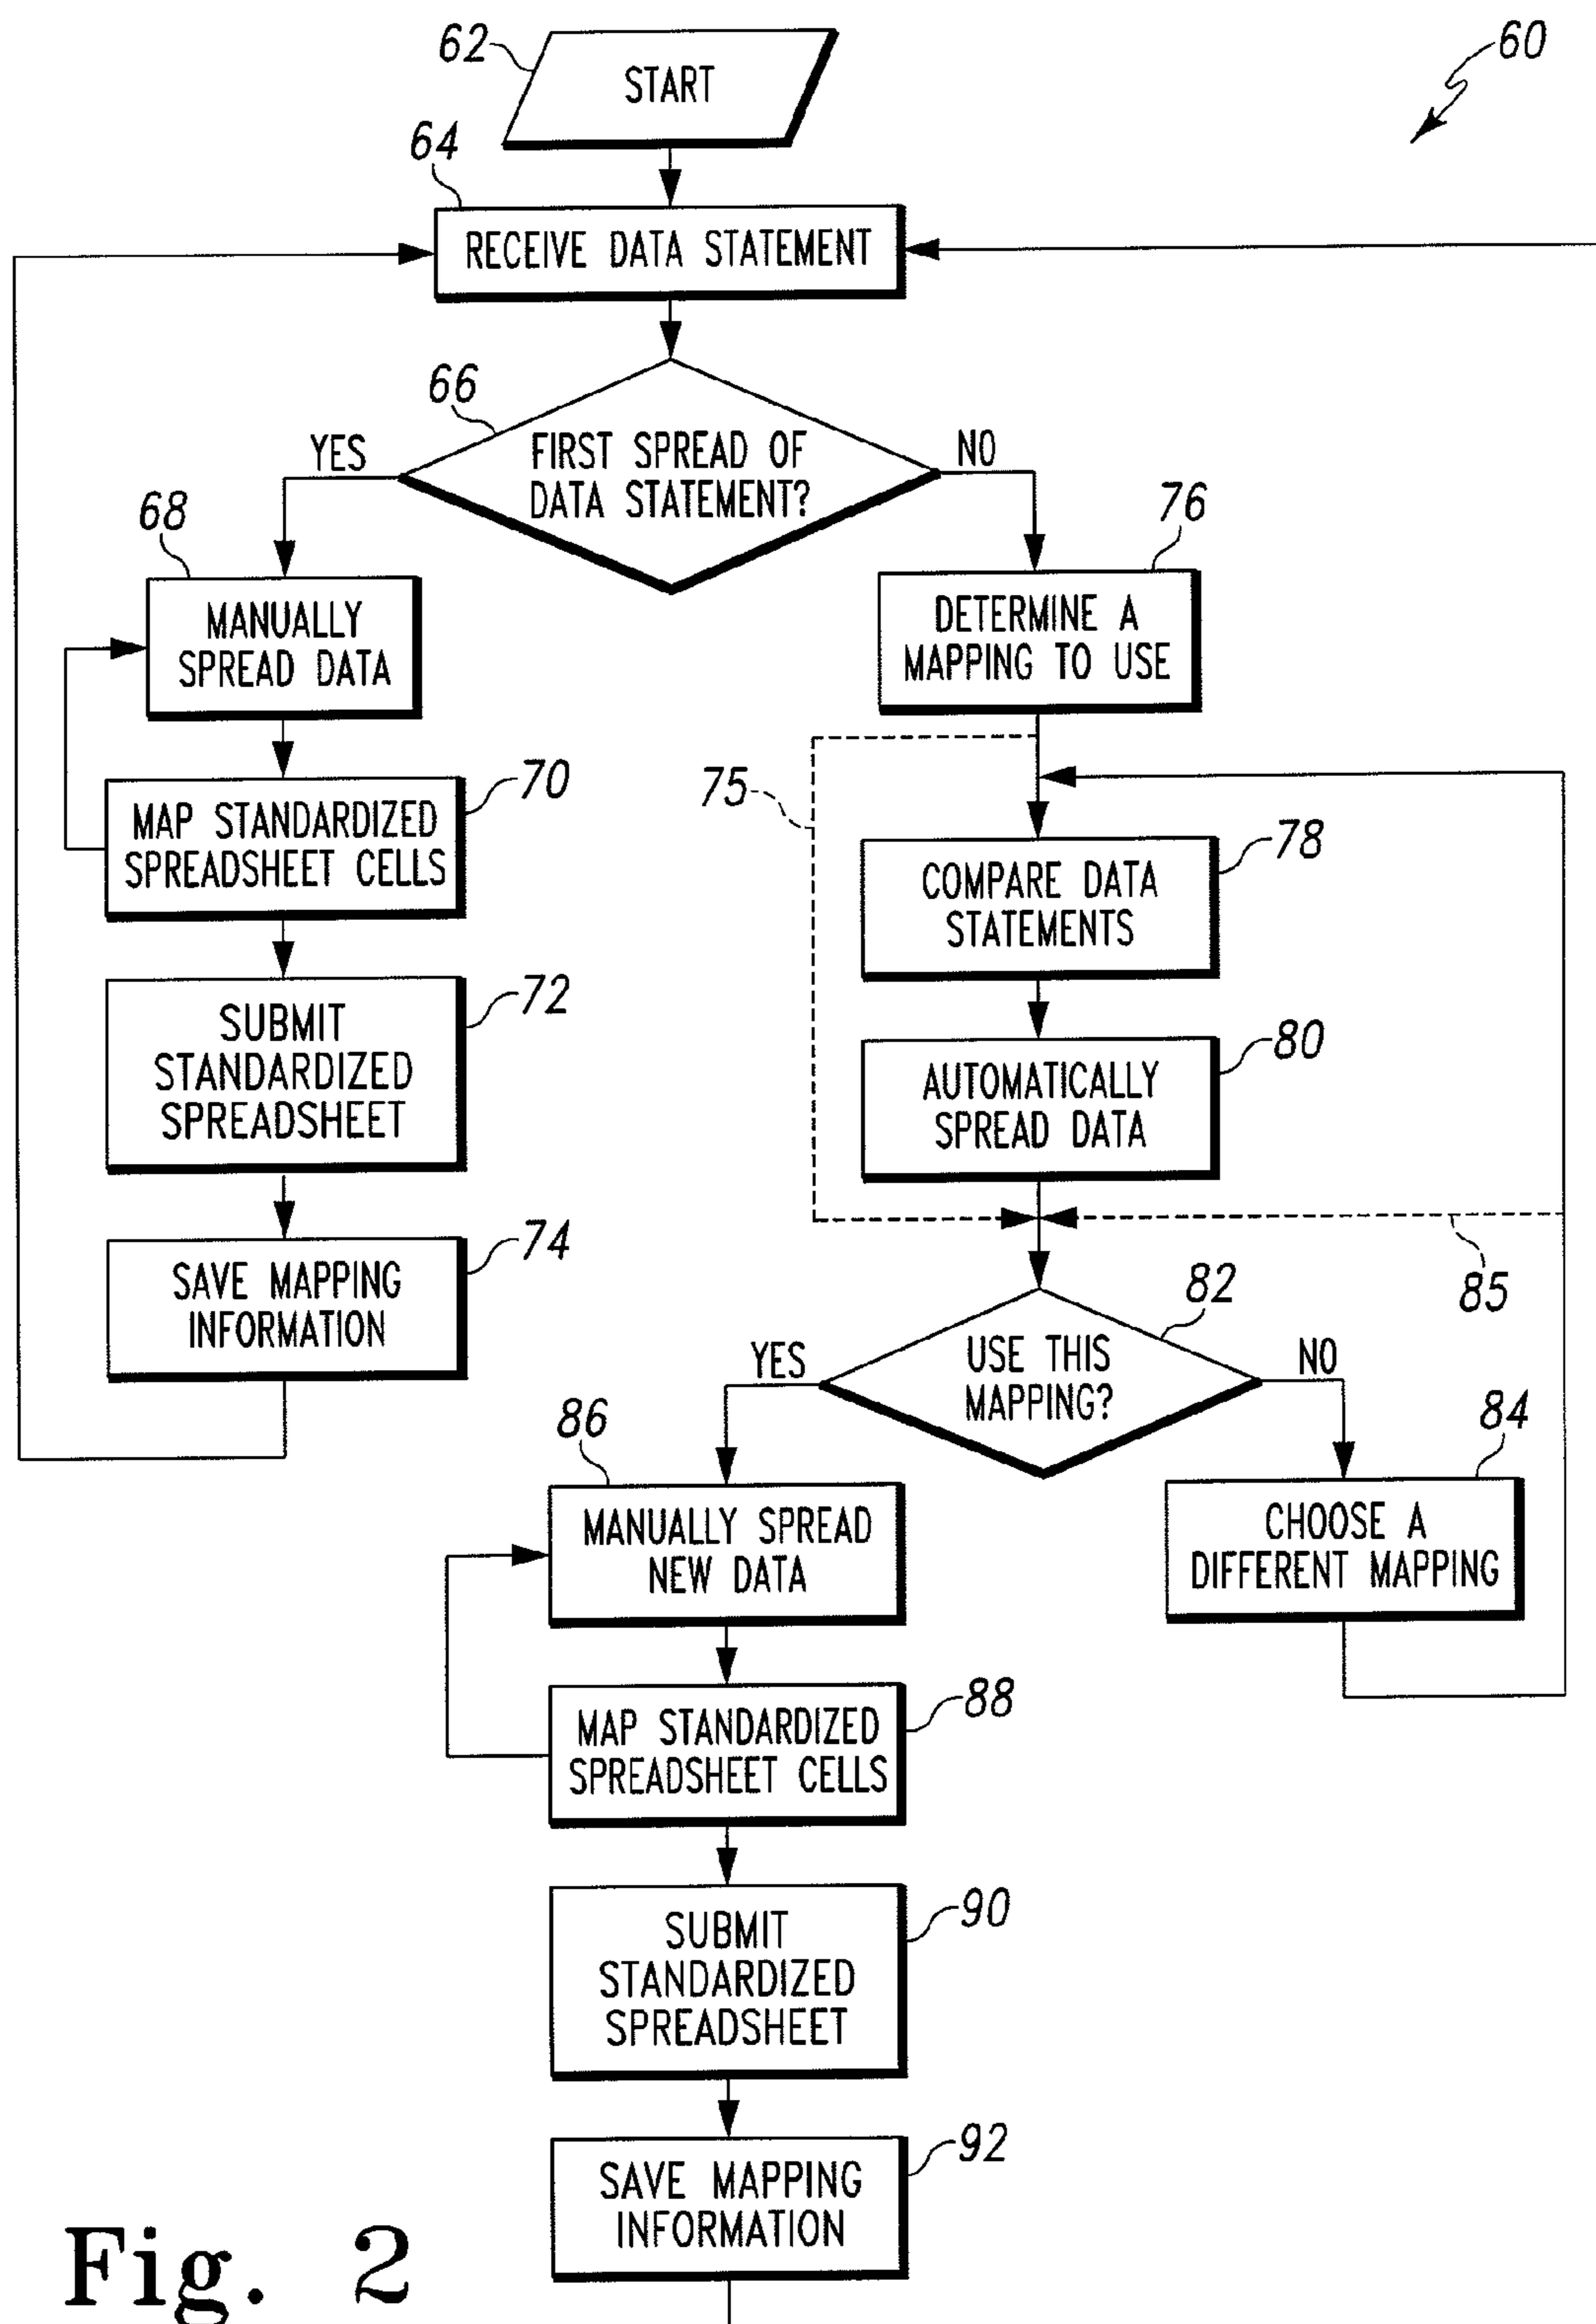 62
START
60
64
RECEIVE DATA STATEMENT
66
FIRST SPREAD OF
DATA STATEMENT?
YES
NO
68
MANUALLY
SPREAD DATA
76
DETERMINE A
MAPPING TO USE
70
MAP STANDARDIZED
SPREADSHEET CELLS
75
78
COMPARE DATA
STATEMENTS
72
SUBMIT
STANDARDIZED
SPREADSHEET
80
AUTOMATICALLY
SPREAD DATA
74
SAVE MAPPING
INFORMATION
85
82
USE THIS
MAPPING?
YES
NO
86
MANUALLY SPREAD
NEW DATA
84
CHOOSE A
DIFFERENT MAPPING
88
MAP STANDARDIZED
SPREADSHEET CELLS
90
SUBMIT
STANDARDIZED
SPREADSHEET
92
SAVE MAPPING
INFORMATION
Fig. 2